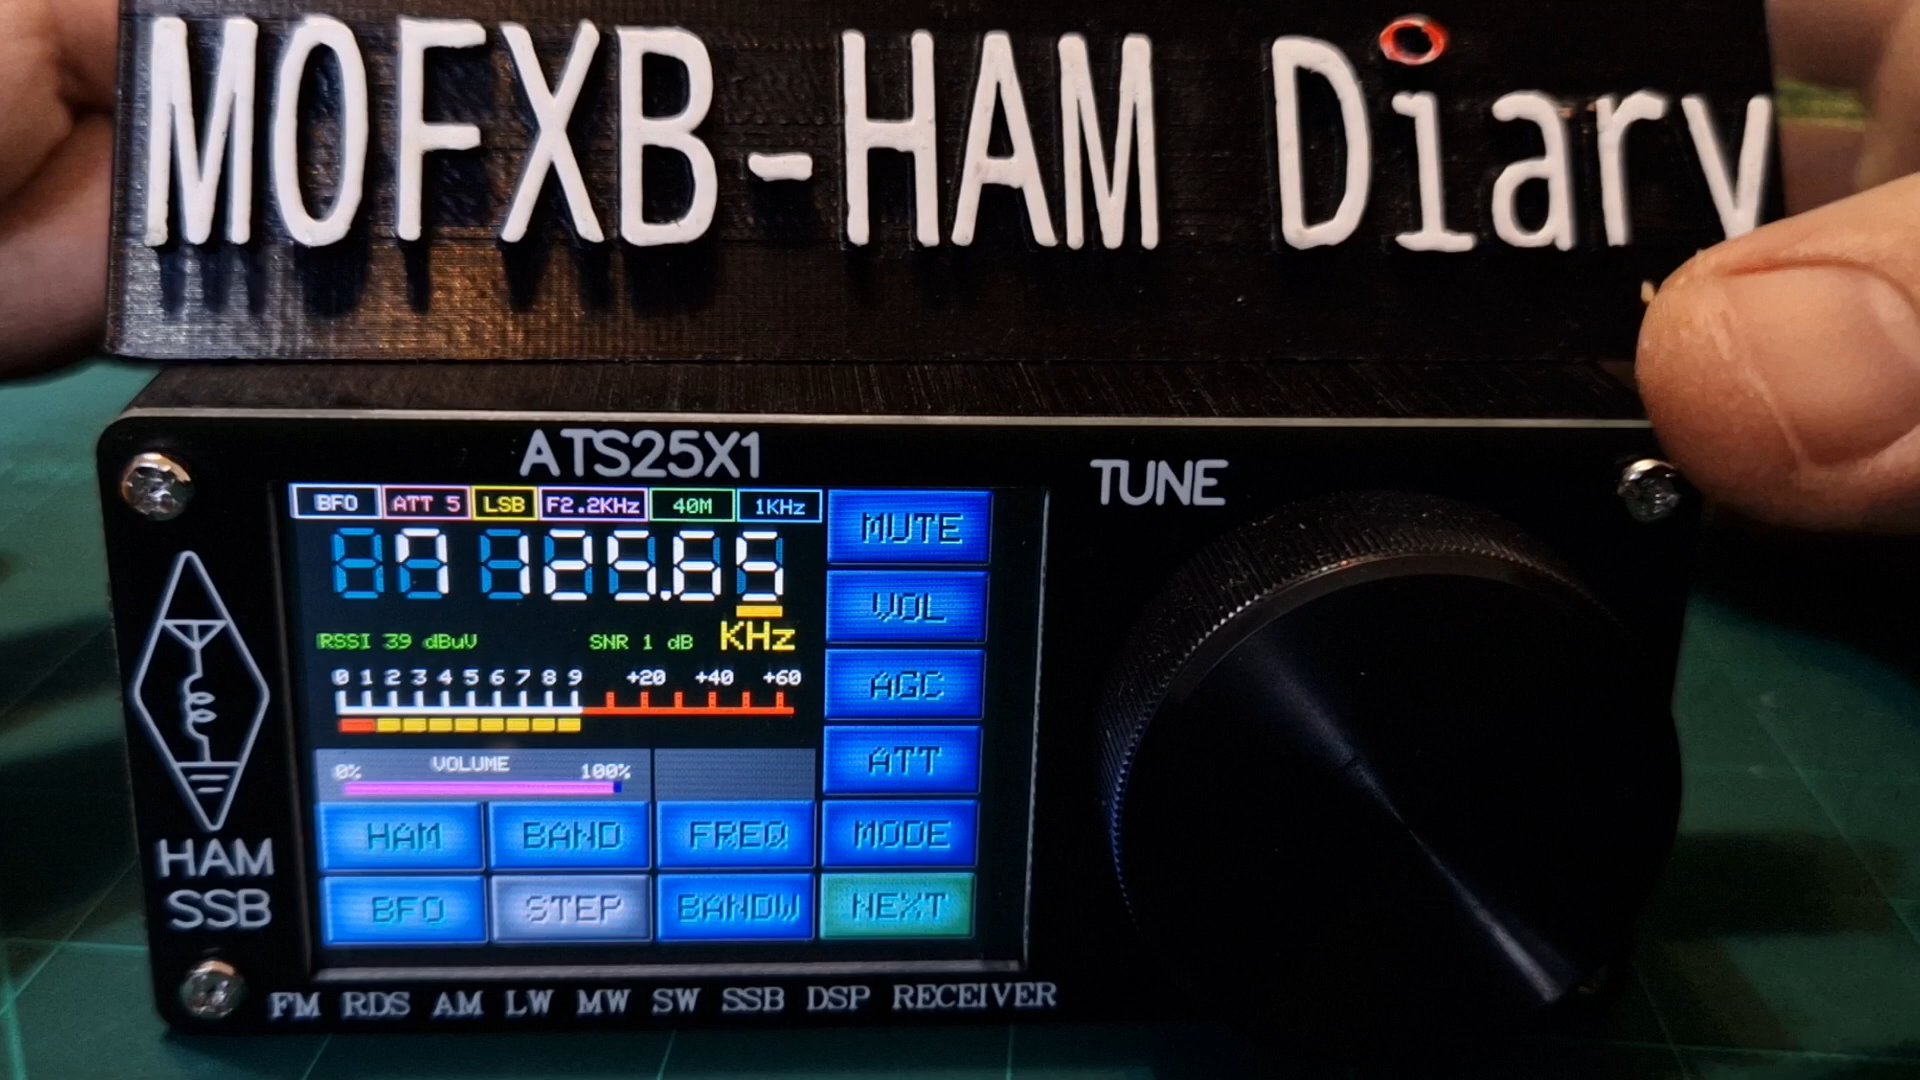 M0FXB-HAM Diary
ATS25X1
TUNE
BFO ATT 5 LSB F2.2KHz 40M 1KHz
7 125.65
KHz
RSSI 39 dBuV SNR 1 dB
0 1 2 3 4 5 6 7 8 9 +20 +40 +60
VOLUME
0% 100%
MUTE
VOL
AGC
ATT
HAM BAND FREQ MODE
BFO STEP BANDW NEXT
HAM
SSB
FM RDS AM LW MW SW SSB DSP RECEIVER